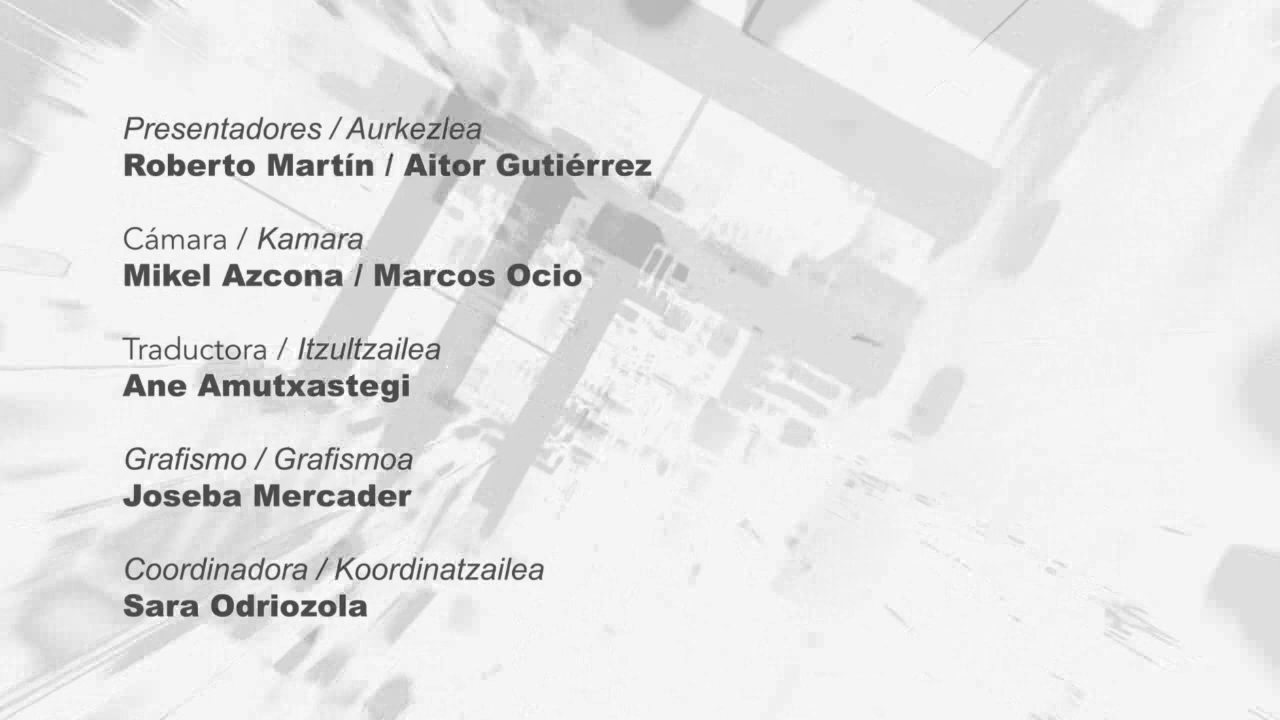 Presentadores / Aurkezlea
Roberto Martín / Aitor Gutiérrez
Cámara / Kamara
Mikel Azcona / Marcos Ocio
Traductora / Itzultzailea
Ane Amutxastegi
Grafismo / Grafismoa
Joseba Mercader
Coordinadora / Koordinatzailea
Sara Odriozola